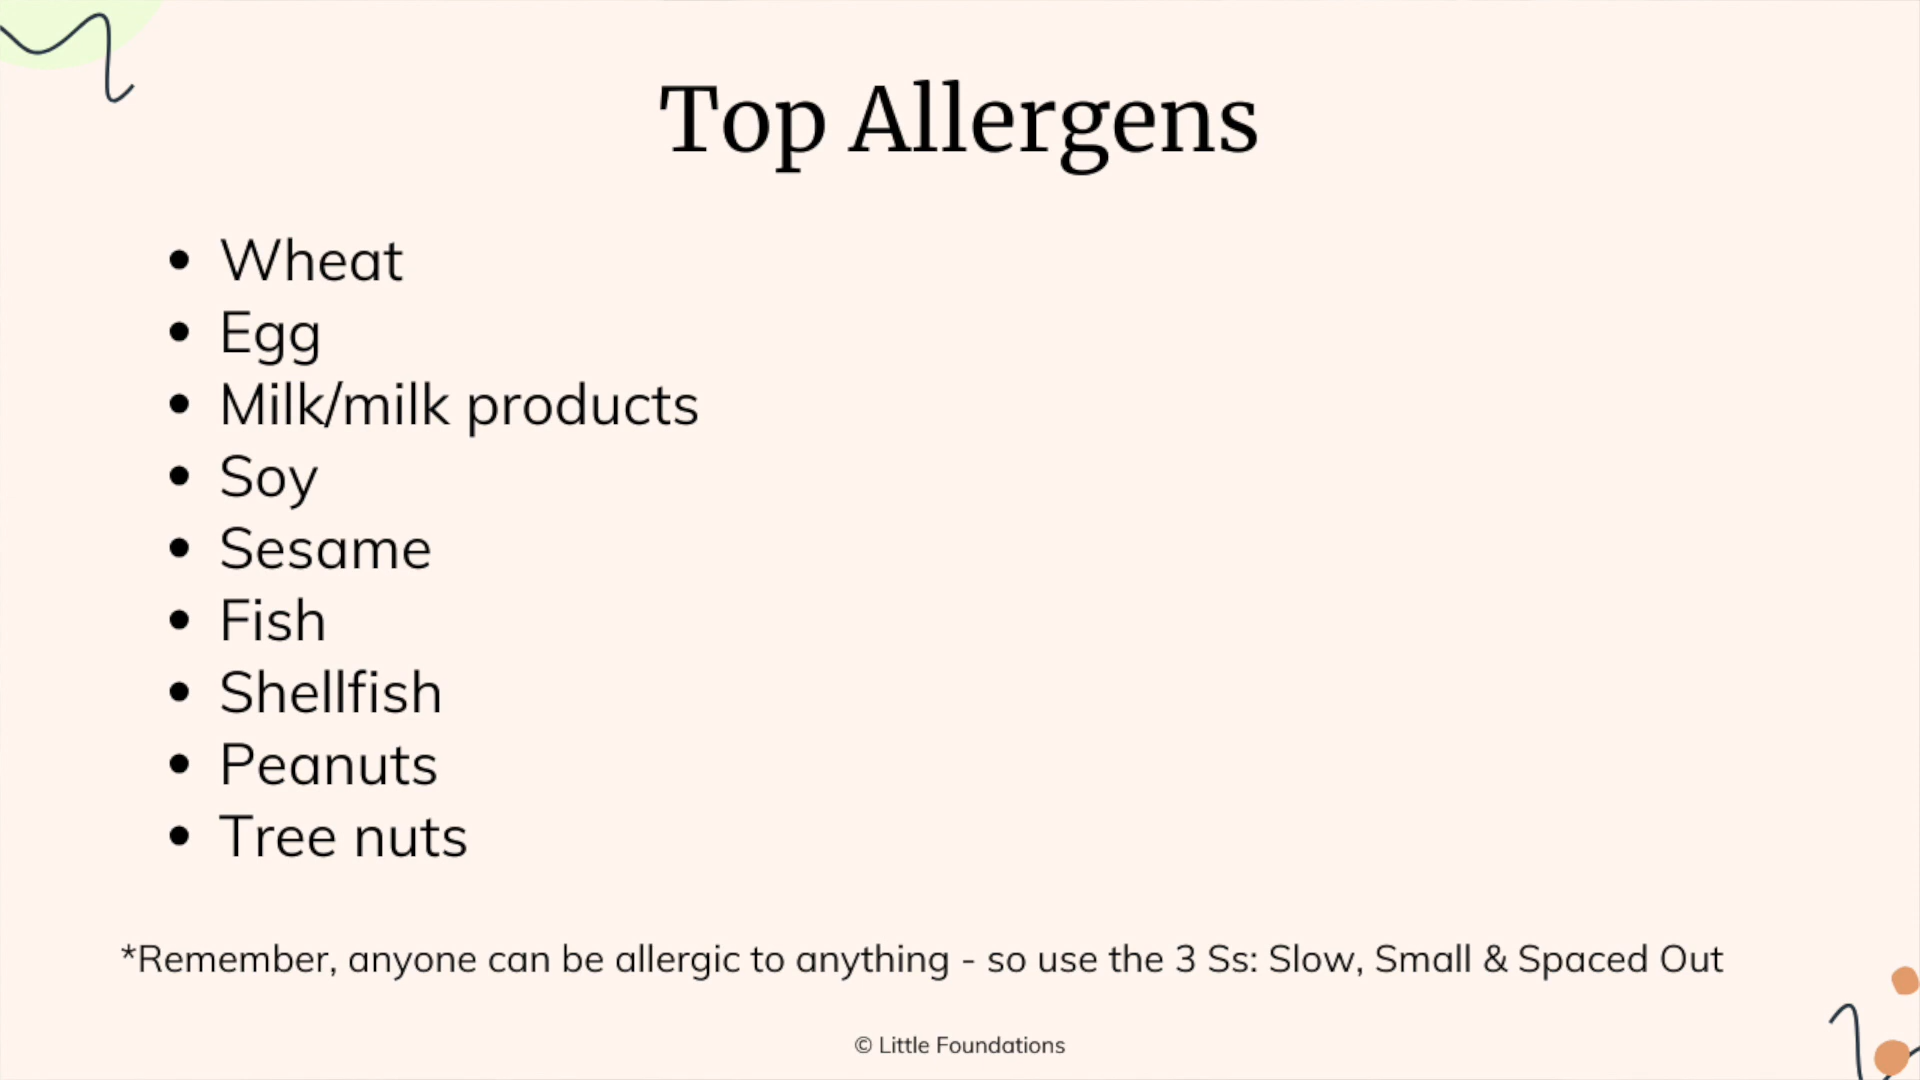 Top Allergens
• Wheat
• Egg
• Milk/milk products
• Soy
• Sesame
• Fish
• Shellfish
• Peanuts
• Tree nuts
*Remember, anyone can be allergic to anything - so use the 3 Ss: Slow, Small & Spaced Out
© Little Foundations